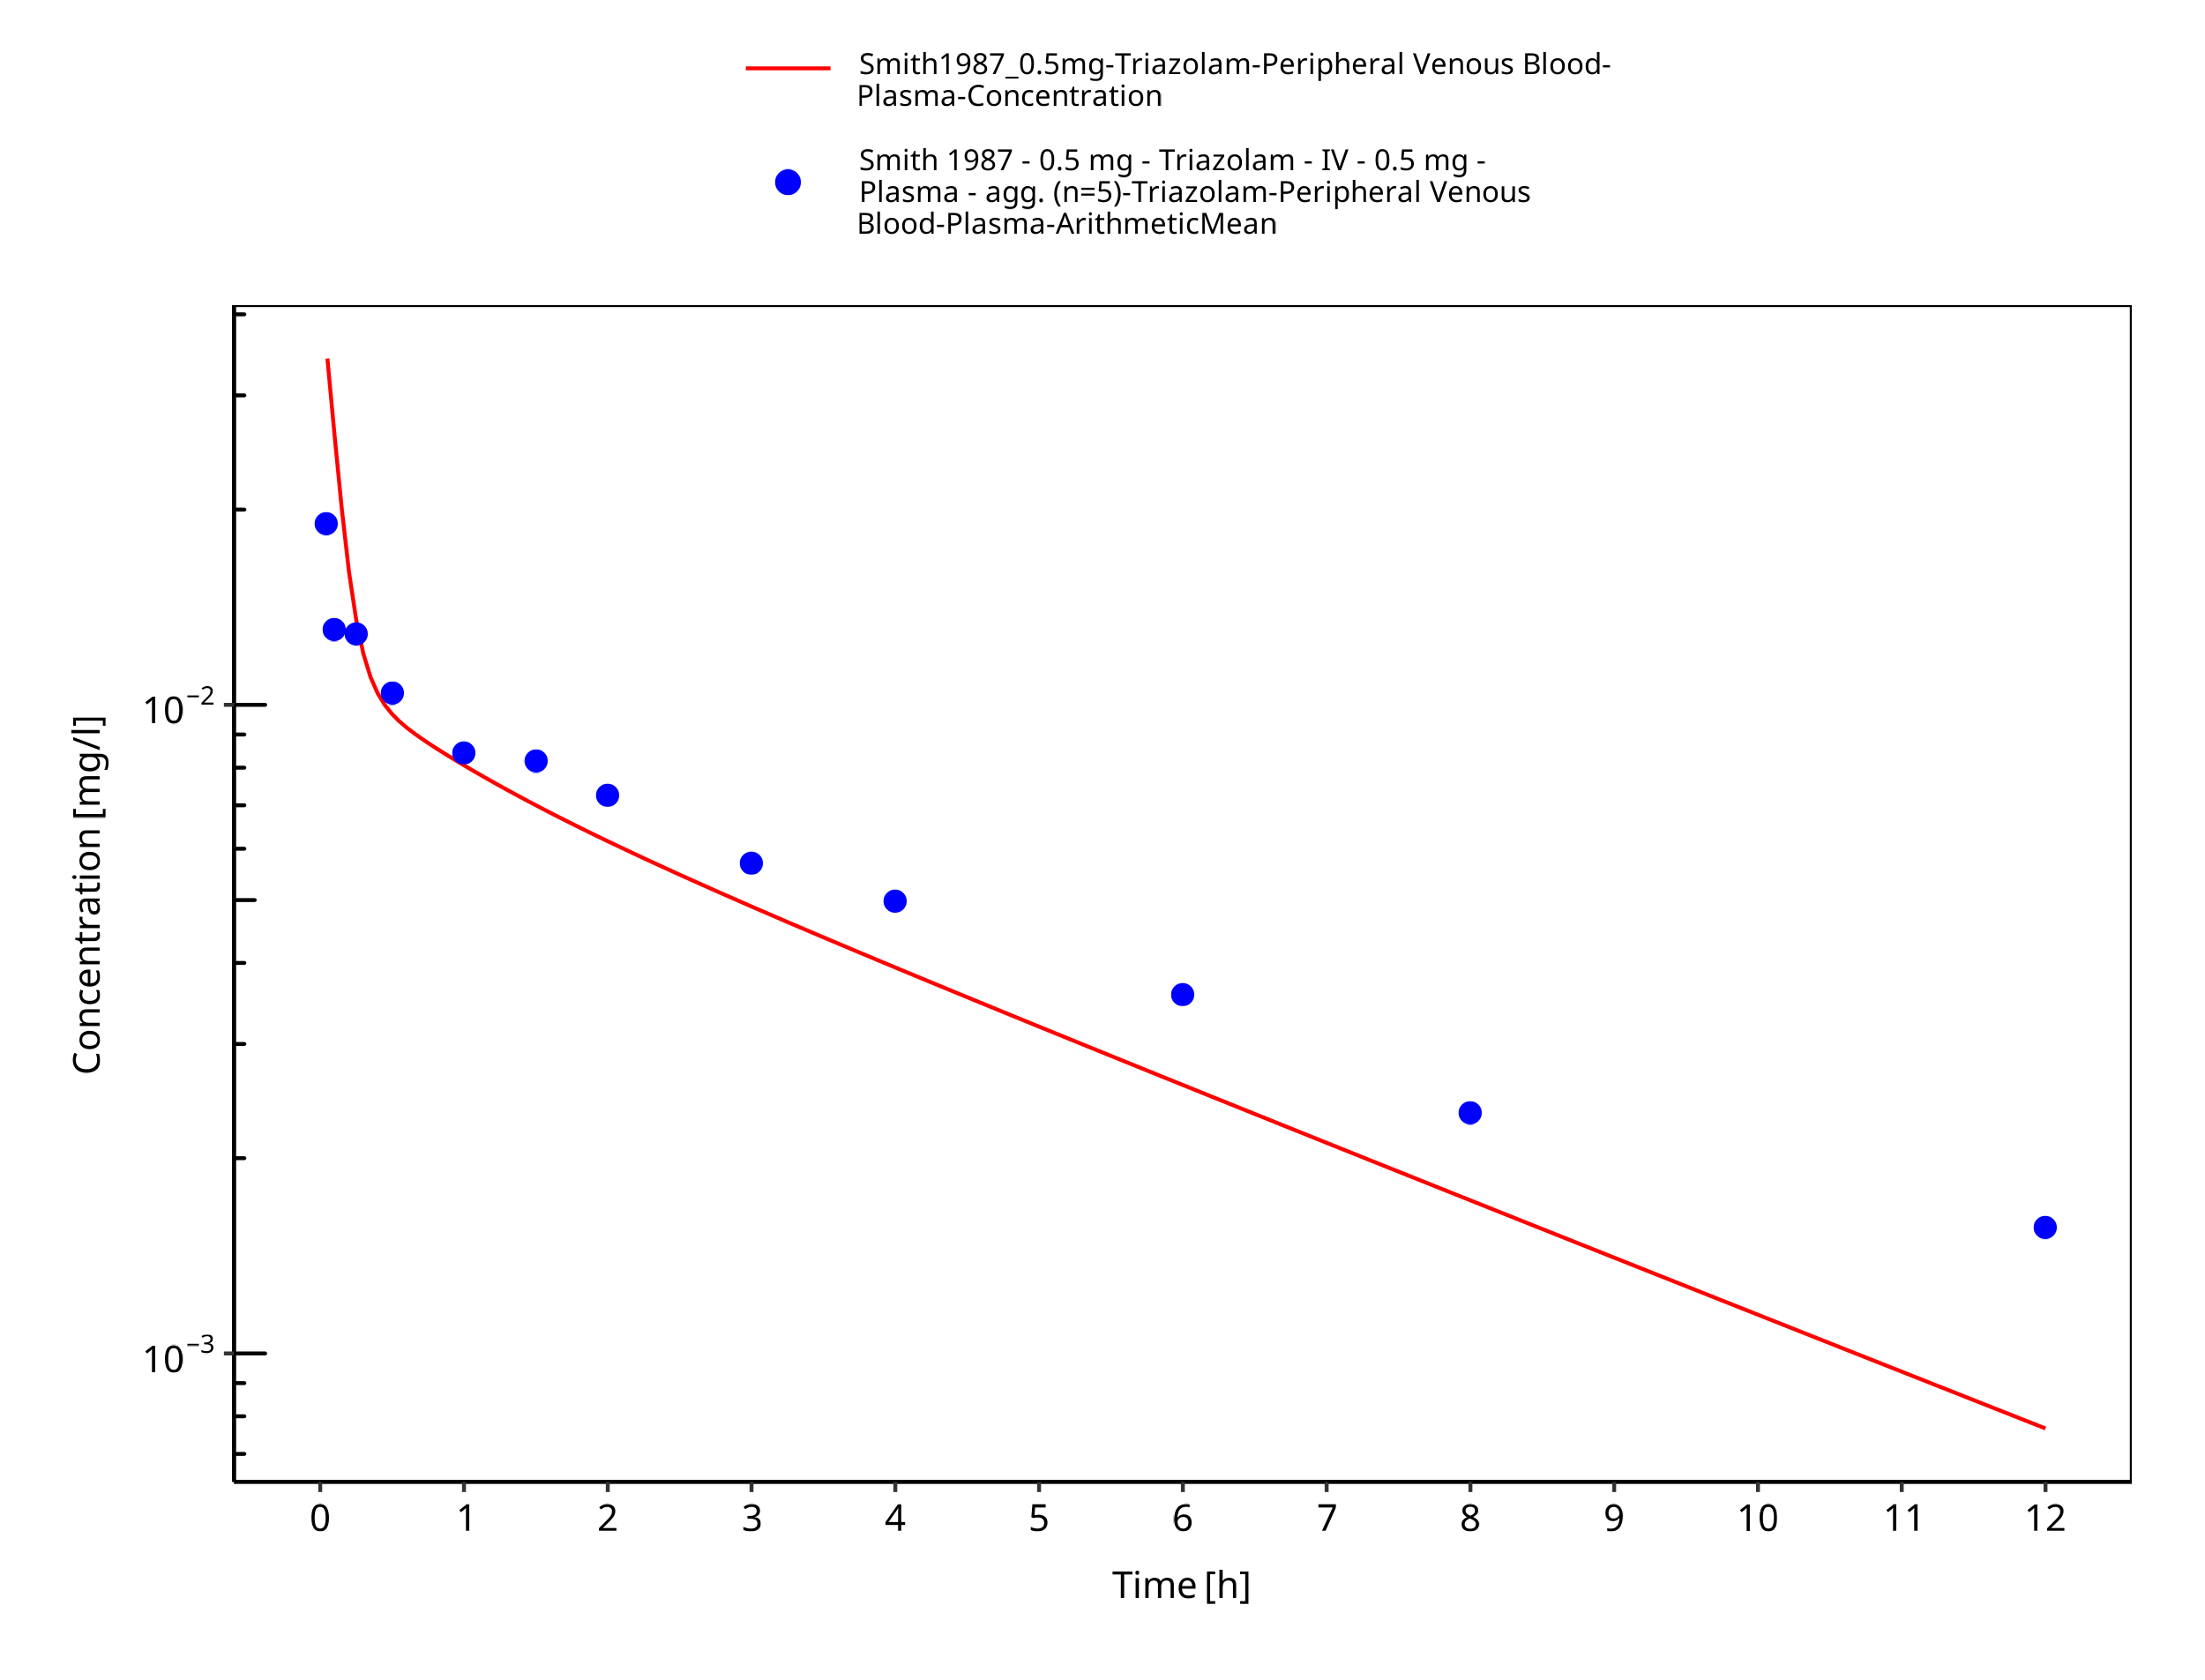 Smith1987_0.5mg-Triazolam-Peripheral Venous Blood-
Plasma-Concentration
Smith 1987 - 0.5 mg - Triazolam - IV - 0.5 mg -
Plasma - agg. (n=5)-Triazolam-Peripheral Venous
Blood-Plasma-ArithmeticMean
Concentration [mg/l]
10⁻²
10⁻³
0 1 2 3 4 5 6 7 8 9 10 11 12
Time [h]